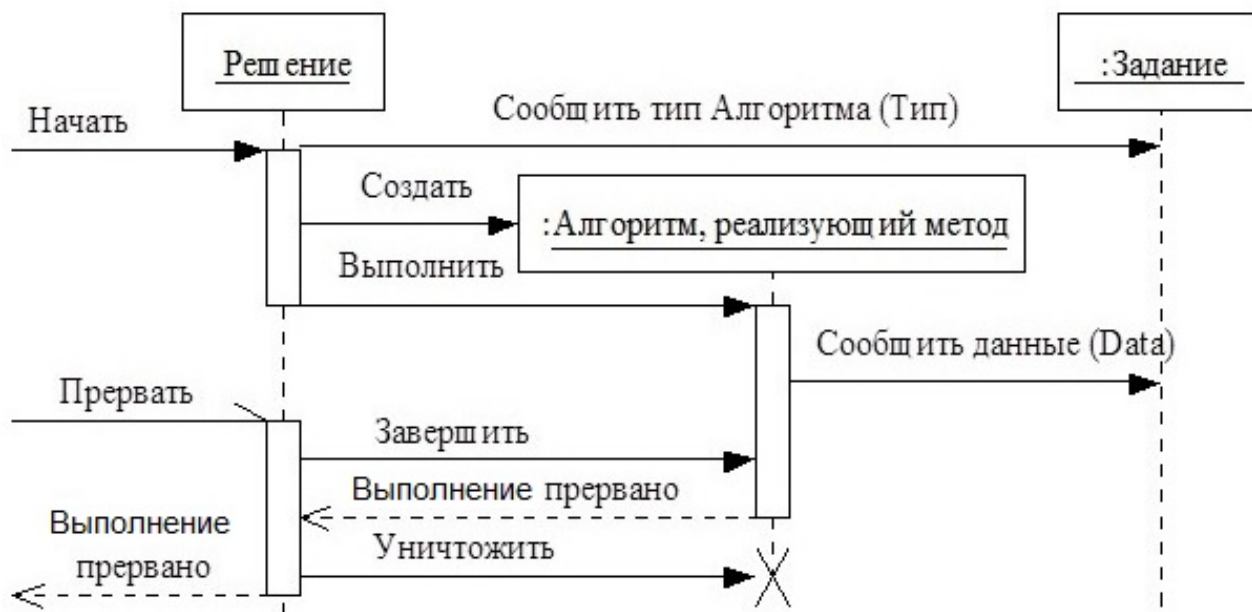 Решение
:Задание
Начать
Сообщить тип Алгоритма (Тип)
Создать
:Алгоритм, реализующий метод
Выполнить
Сообщить данные (Data)
Прервать
Завершить
Выполнение прервано
Выполнение
прервано
Уничтожить